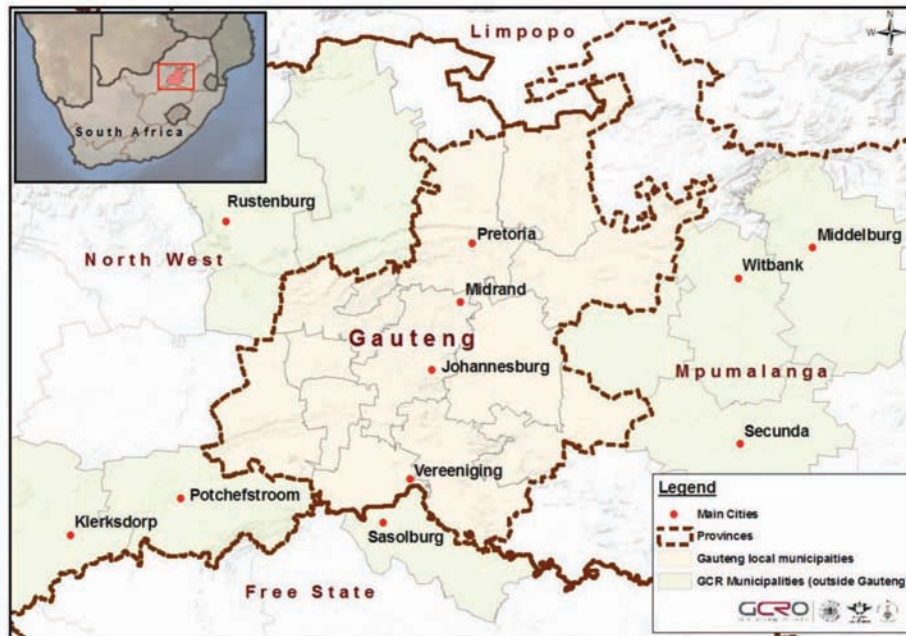 Limpopo
N
W E
S
South Africa
Rustenburg
Pretoria
Middelburg
North West
Witbank
Midrand
Gauteng
Johannesburg
Mpumalanga
Secunda
Vereeniging
Potchefstroom
Klerksdorp
Sasolburg
Free State
Legend
Main Cities
Provinces
Gauteng local municipaities
GCR Municipalities (outside Gauteng)
GCRO